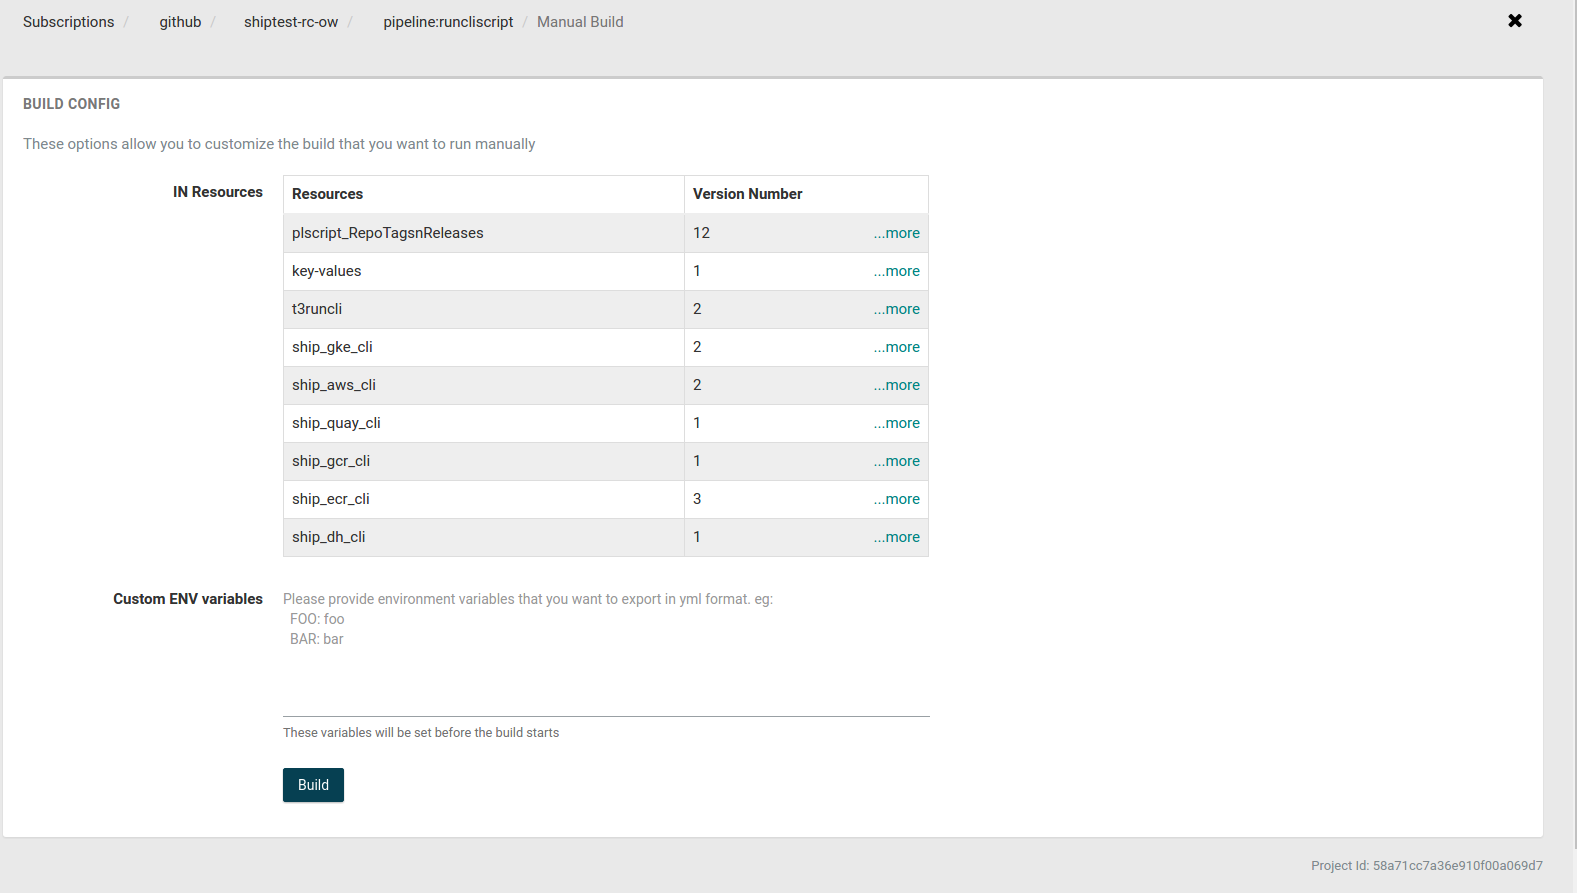 Subscriptions / github / shiptest-rc-ow / pipeline:runcliscript / Manual Build
BUILD CONFIG
These options allow you to customize the build that you want to run manually
IN Resources
Resources Version Number
plscript_RepoTagsnReleases 12 ...more
key-values 1 ...more
t3runcli 2 ...more
ship_gke_cli 2 ...more
ship_aws_cli 2 ...more
ship_quay_cli 1 ...more
ship_gcr_cli 1 ...more
ship_ecr_cli 3 ...more
ship_dh_cli 1 ...more
Custom ENV variables
Please provide environment variables that you want to export in yml format. eg:
FOO: foo
BAR: bar
These variables will be set before the build starts
Build
Project Id: 58a71cc7a36e910f00a069d7